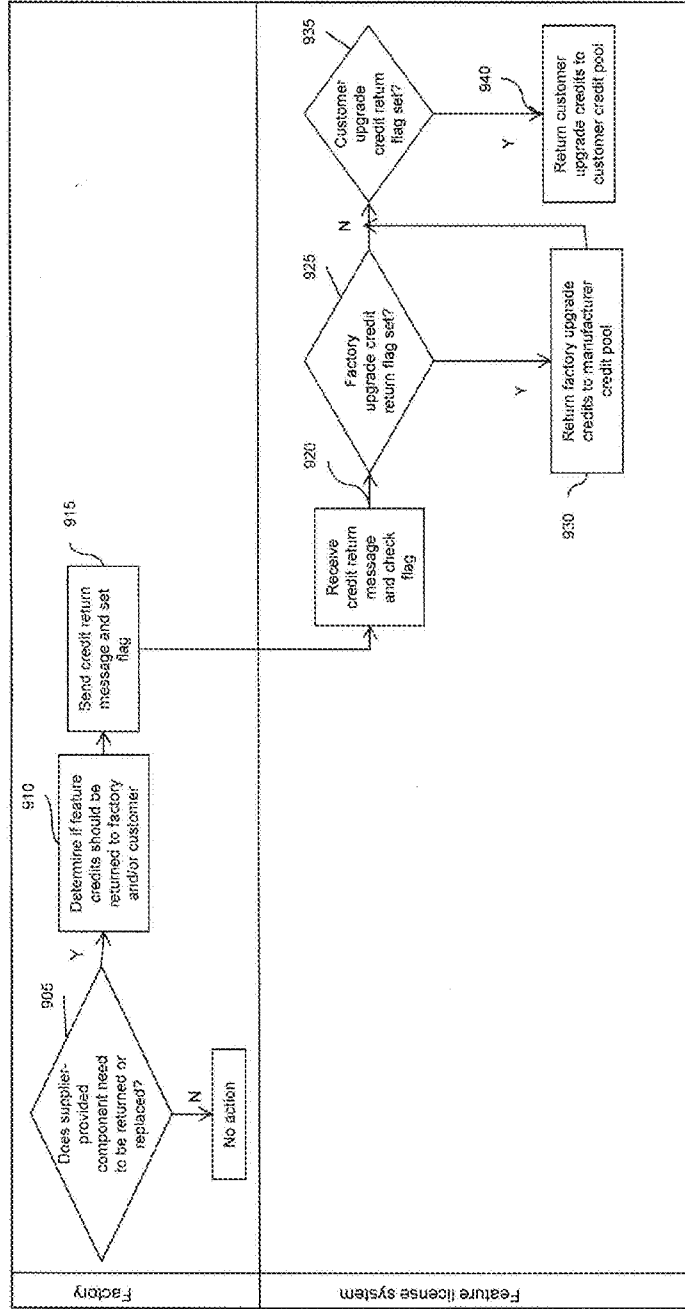 Factory
Does supplier-
provided
component need
to be returned or
replaced?
905
N
No action
Y
Determine if feature
credits should be
returned to factory
and/or customer
910
Send credit return
message and set
flag
915
Feature license system
Receive
credit return
message
and check
flag
920
Factory
upgrade credit
return flag set?
925
N
Y
Return factory upgrade
credits to manufacturer
credit pool
930
Customer
upgrade
credit return
flag set?
935
Y
940
Return customer
upgrade credits to
customer credit pool